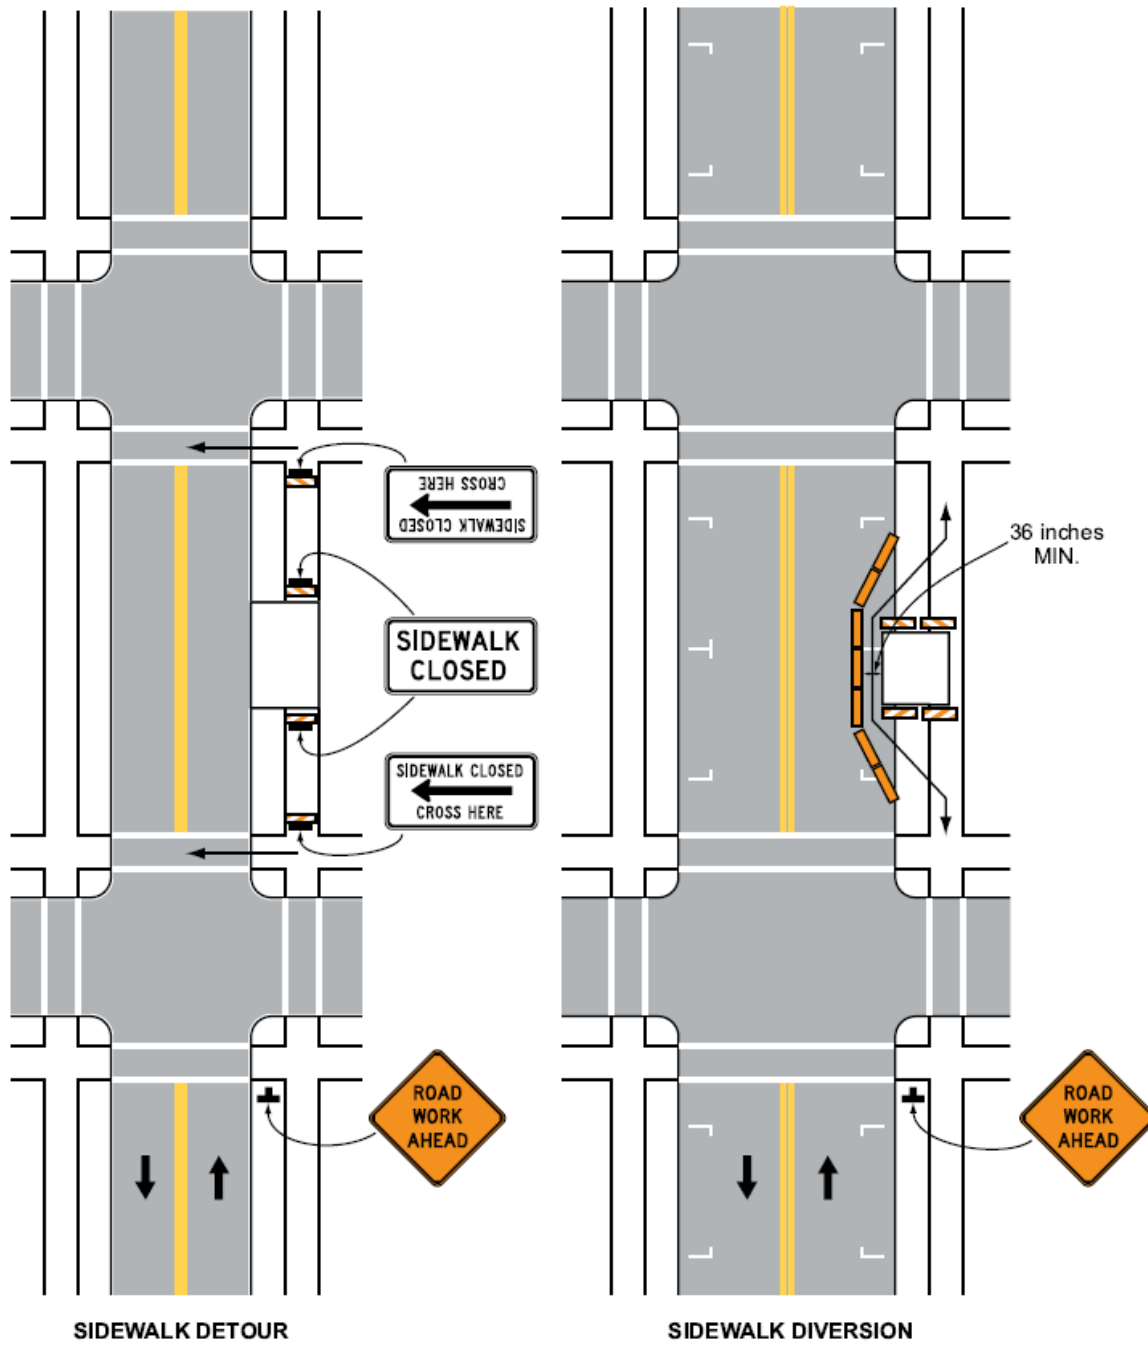 CROSS HERE
SIDEWALK CLOSED
SIDEWALK
CLOSED
SIDEWALK CLOSED
CROSS HERE
36 inches
MIN.
ROAD
WORK
AHEAD
ROAD
WORK
AHEAD
SIDEWALK DETOUR
SIDEWALK DIVERSION